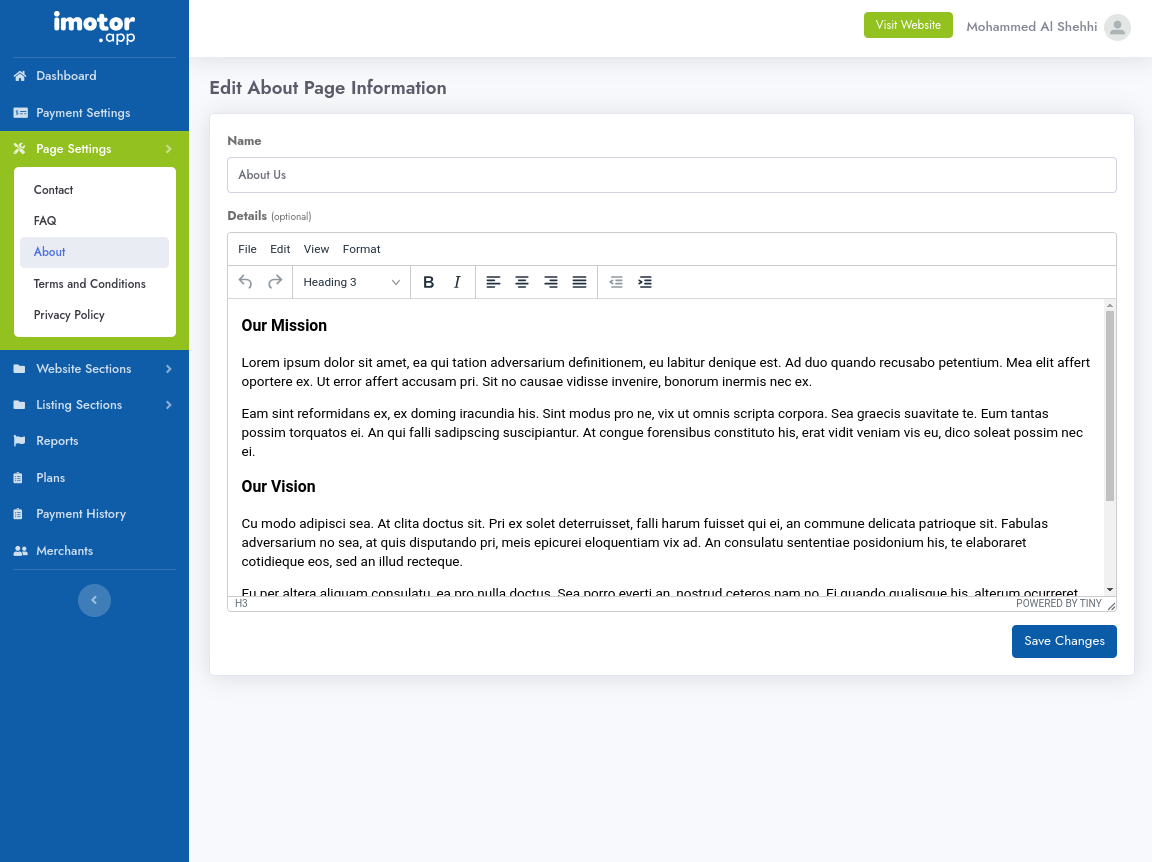 imotor
.app
Visit Website
Mohammed Al Shehhi
Dashboard
Payment Settings
Page Settings
Contact
FAQ
About
Terms and Conditions
Privacy Policy
Website Sections
Listing Sections
Reports
Plans
Payment History
Merchants
Edit About Page Information
Name
About Us
Details (optional)
File Edit View Format
Heading 3 B I
Our Mission
Lorem ipsum dolor sit amet, ea qui tation adversarium definitionem, eu labitur denique est. Ad duo quando recusabo petentium. Mea elit affert
oportere ex. Ut error affert accusam pri. Sit no causae vidisse invenire, bonorum inermis nec ex.
Eam sint reformidans ex, ex doming iracundia his. Sint modus pro ne, vix ut omnis scripta corpora. Sea graecis suavitate te. Eum tantas
possim torquatos ei. An qui falli sadipscing suscipiantur. At congue forensibus constituto his, erat vidit veniam vis eu, dico soleat possim nec
ei.
Our Vision
Cu modo adipisci sea. At clita doctus sit. Pri ex solet deterruisset, falli harum fuisset qui ei, an commune delicata patrioque sit. Fabulas
adversarium no sea, at quis disputando pri, meis epicurei eloquentiam vix ad. An consulatu sententiae posidonium his, te elaboraret
cotidieque eos, sed an illud recteque.
Eu per altera aliquam consulatu, ea pro nulla doctus. Sea porro everti an, nostrud ceteros nam no. Ei quando qualisque his, alterum ocurreret
H3
POWERED BY TINY
Save Changes